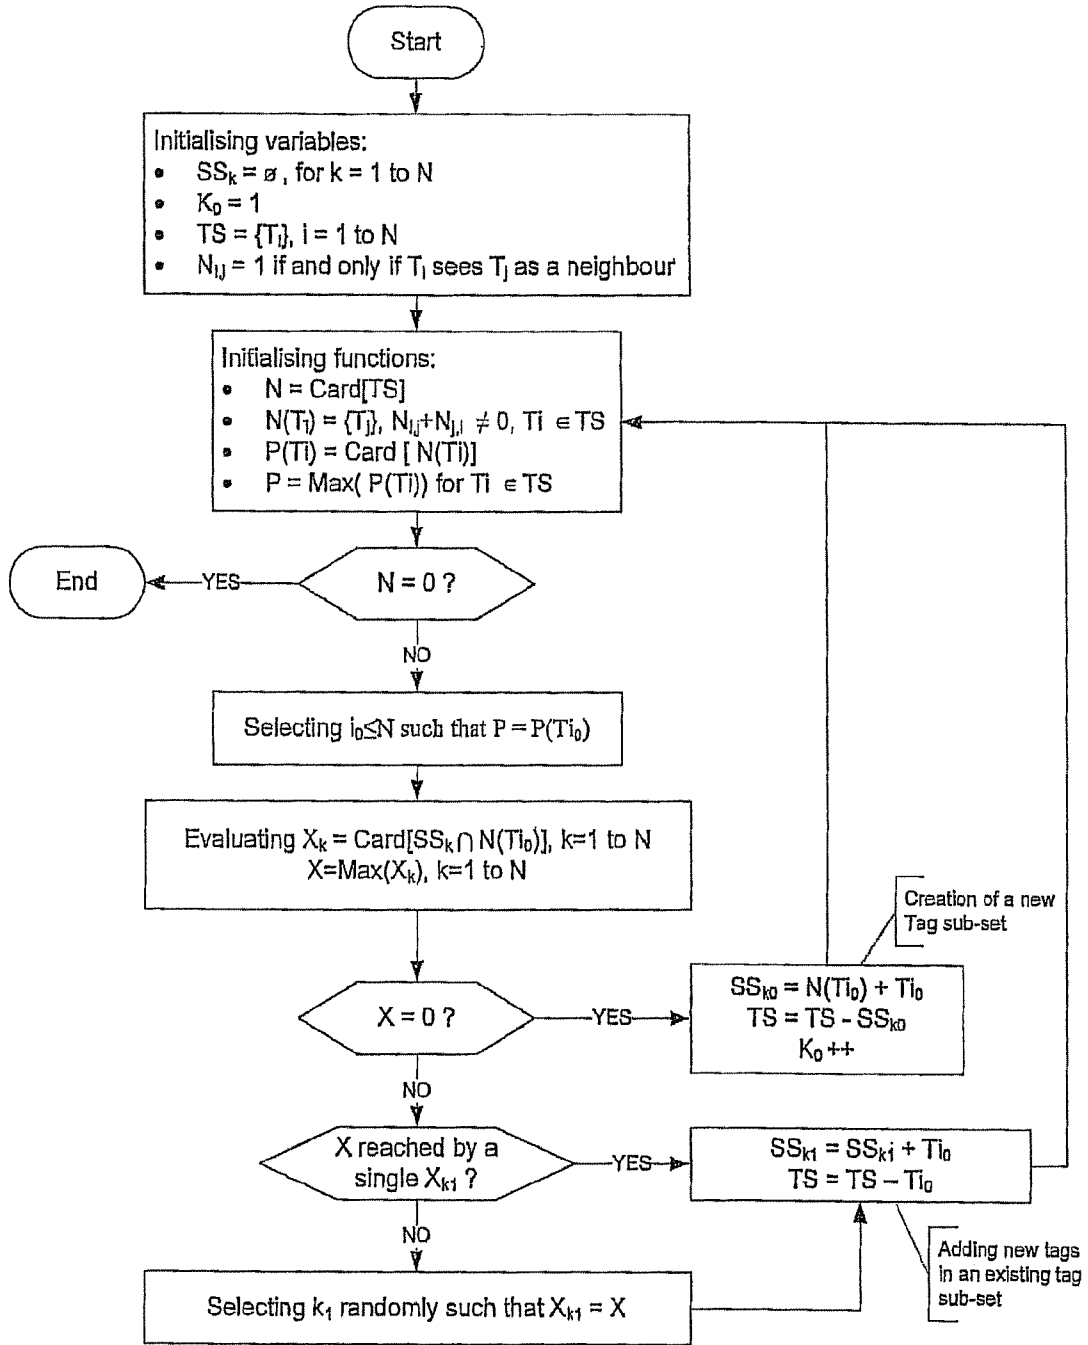 Start
Initialising variables:
• SSk = ø , for k = 1 to N
• K0 = 1
• TS = {Ti}, i = 1 to N
• Ni,j = 1 if and only if Ti sees Tj as a neighbour
Initialising functions:
• N = Card[TS]
• N(Ti) = {Tj}, Ni,j+Nj,i ≠ 0, Ti ∈ TS
• P(Ti) = Card [ N(Ti)]
• P = Max( P(Ti)) for Ti ∈ TS
N = 0 ?
YES
End
NO
Selecting i0≤N such that P = P(Ti0)
Evaluating Xk = Card[SSk ∩ N(Ti0)], k=1 to N
X=Max(Xk), k=1 to N
Creation of a new
Tag sub-set
X = 0 ?
YES
SSk0 = N(Ti0) + Ti0
TS = TS - SSk0
K0 ++
NO
X reached by a
single Xk1 ?
YES
SSk1 = SSk1 + Ti0
TS = TS - Ti0
NO
Adding new tags
in an existing tag
sub-set
Selecting k1 randomly such that Xk1 = X